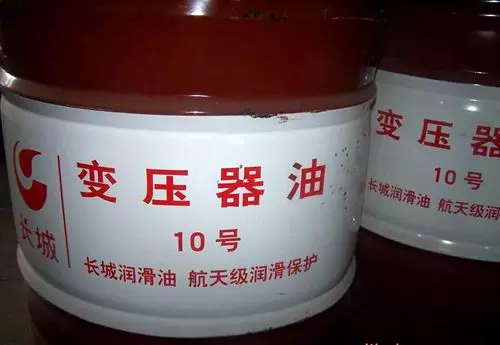 变压器油
10号
长城
长城润滑油 航天级润滑保护
变压器
10号
长城润滑油 航天级